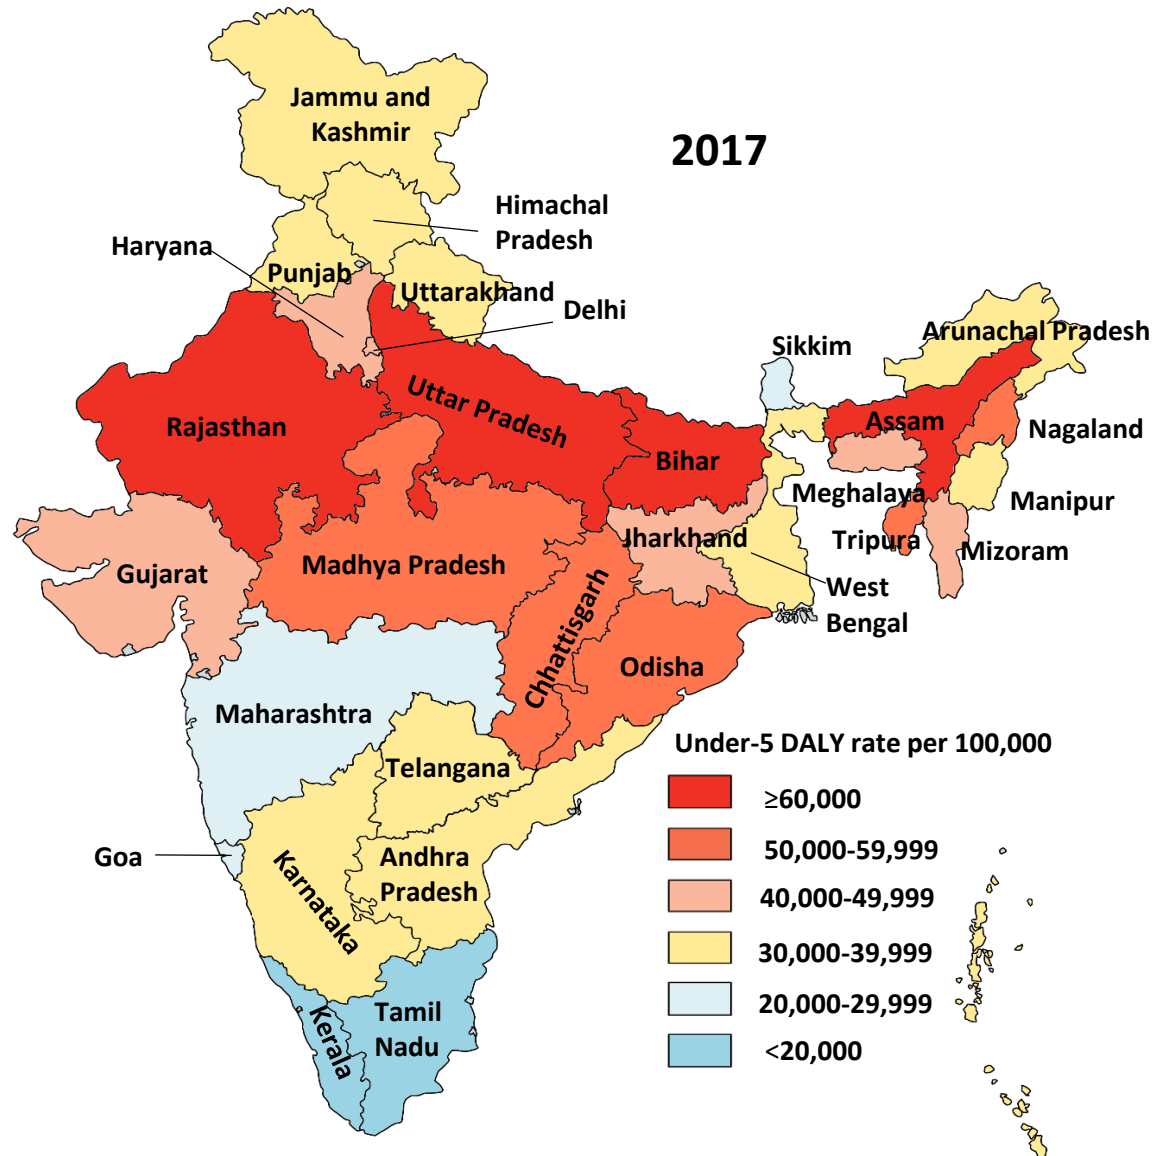 Jammu and
Kashmir
2017
Himachal
Pradesh
Haryana
Punjab
Uttarakhand
Delhi
Sikkim
Arunachal Pradesh
Rajasthan
Uttar Pradesh
Bihar
Assam
Nagaland
Meghalaya
Manipur
Gujarat
Madhya Pradesh
Jharkhand
Tripura
Mizoram
West
Bengal
Chhattisgarh
Odisha
Maharashtra
Telangana
Goa
Karnataka
Andhra
Pradesh
Kerala
Tamil
Nadu
Under-5 DALY rate per 100,000
≥60,000
50,000-59,999
40,000-49,999
30,000-39,999
20,000-29,999
<20,000